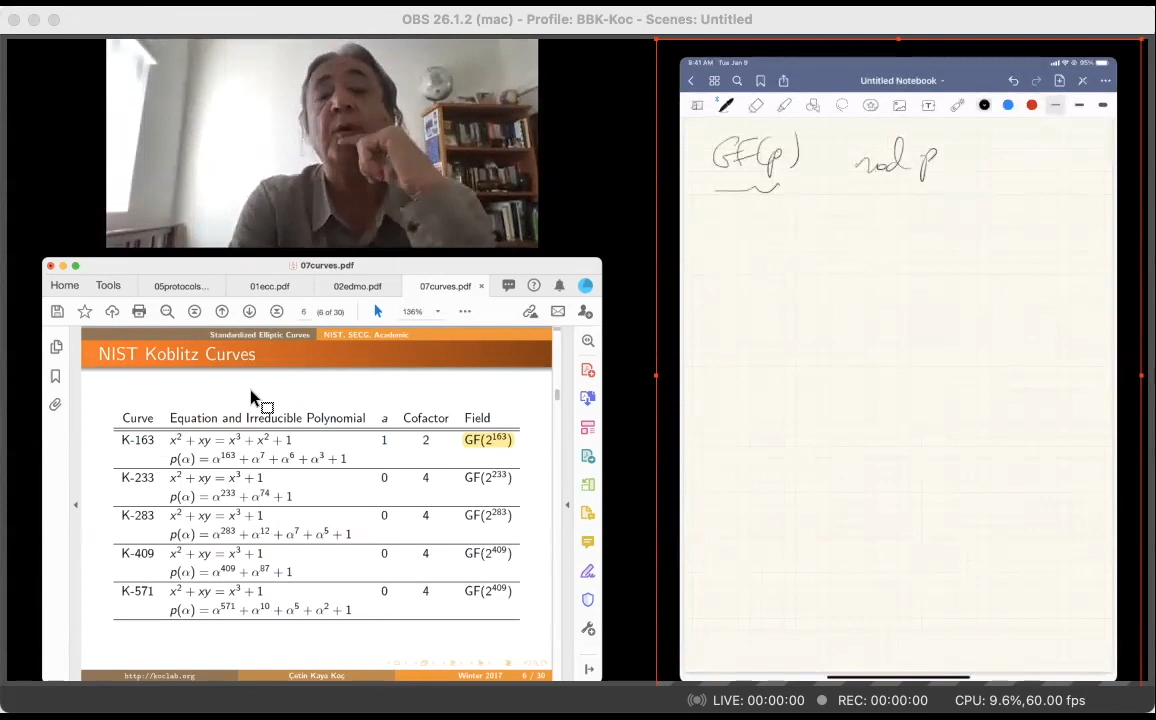 OBS 26.1.2 (mac) - Profile: BBK-Koc - Scenes: Untitled
9:41 AM Tue Jan 9
95%
Untitled Notebook
GF(p) mod p
07curves.pdf
Home Tools 05protocols... 01ecc.pdf 02edmo.pdf 07curves.pdf ×
6 (6 of 30) 136%
Standardized Elliptic Curves NIST, SECG, Academic
NIST Koblitz Curves
Curve Equation and Irreducible Polynomial a Cofactor Field
K-163 x² + xy = x³ + x² + 1 1 2 GF(2¹⁶³)
p(α) = α¹⁶³ + α⁷ + α⁶ + α³ + 1
K-233 x² + xy = x³ + 1 0 4 GF(2²³³)
p(α) = α²³³ + α⁷⁴ + 1
K-283 x² + xy = x³ + 1 0 4 GF(2²⁸³)
p(α) = α²⁸³ + α¹² + α⁷ + α⁵ + 1
K-409 x² + xy = x³ + 1 0 4 GF(2⁴⁰⁹)
p(α) = α⁴⁰⁹ + α⁸⁷ + 1
K-571 x² + xy = x³ + 1 0 4 GF(2⁴⁰⁹)
p(α) = α⁵⁷¹ + α¹⁰ + α⁵ + α² + 1
http://koclab.org Çetin Kaya Koç Winter 2017 6 / 30
LIVE: 00:00:00 REC: 00:00:00 CPU: 9.6%,60.00 fps